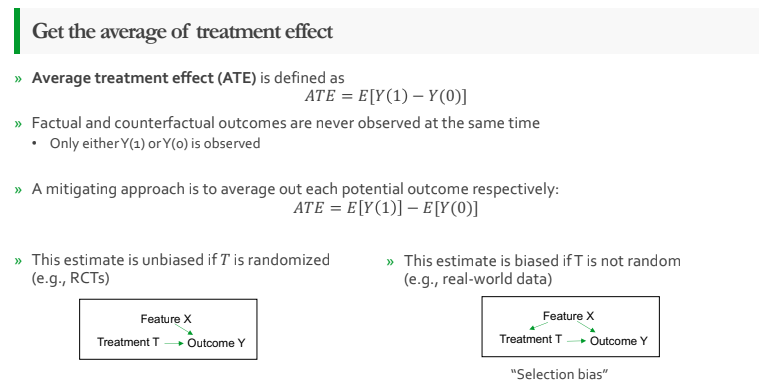 Get the average of treatment effect
» Average treatment effect (ATE) is defined as
ATE = E[Y(1) − Y(0)]
» Factual and counterfactual outcomes are never observed at the same time
• Only either Y(1) or Y(0) is observed
» A mitigating approach is to average out each potential outcome respectively:
ATE = E[Y(1)] − E[Y(0)]
» This estimate is unbiased if T is randomized
(e.g., RCTs)
Feature X
Treatment T → Outcome Y
» This estimate is biased if T is not random
(e.g., real-world data)
Feature X
Treatment T → Outcome Y
“Selection bias”